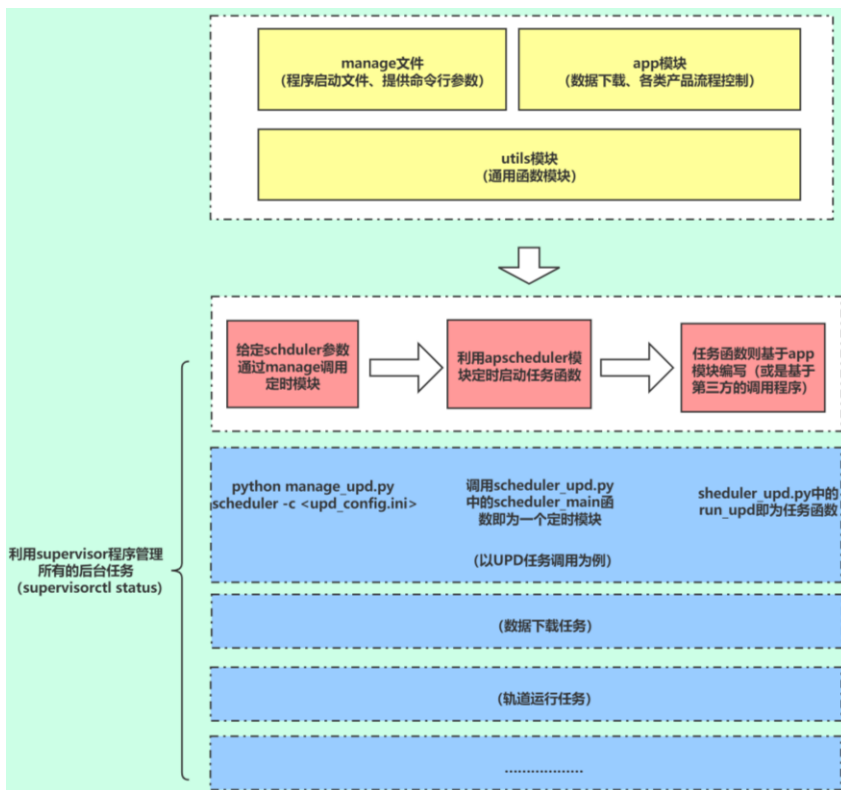 manage文件
(程序启动文件、提供命令行参数)
app模块
(数据下载、各类产品流程控制)
utils模块
(通用函数模块)
给定schduler参数
通过manage调用
定时模块
利用apscheduler模
块定时启动任务函数
任务函数则基于app
模块编写（或是基于
第三方的调用程序）
python manage_upd.py
scheduler -c <upd_config.ini>
调用scheduler_upd.py
中的scheduler_main函
数即为一个定时模块
sheduler_upd.py中的
run_upd即为任务函数
(以UPD任务调用为例)
利用supervisor程序管理
所有的后台任务
（supervisorctl status)
(数据下载任务)
(轨道运行任务)
..................